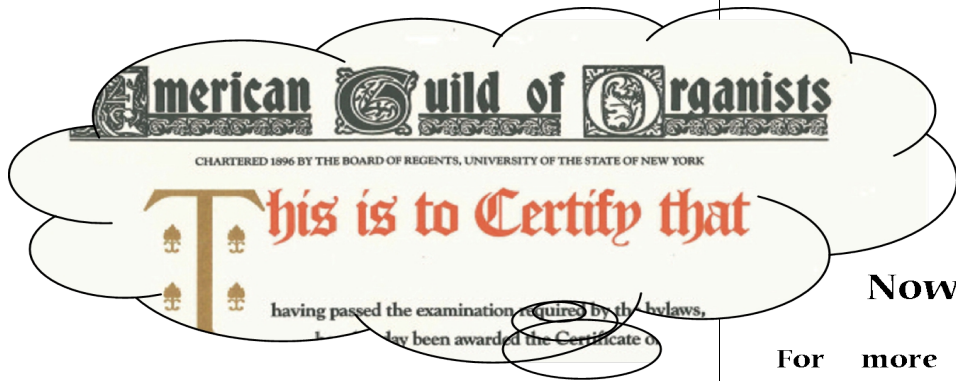 American Guild of Organists
CHARTERED 1896 BY THE BOARD OF REGENTS, UNIVERSITY OF THE STATE OF NEW YORK
This is to Certify that
having passed the examination required by the bylaws,
been awarded the Certificate
Now
For more